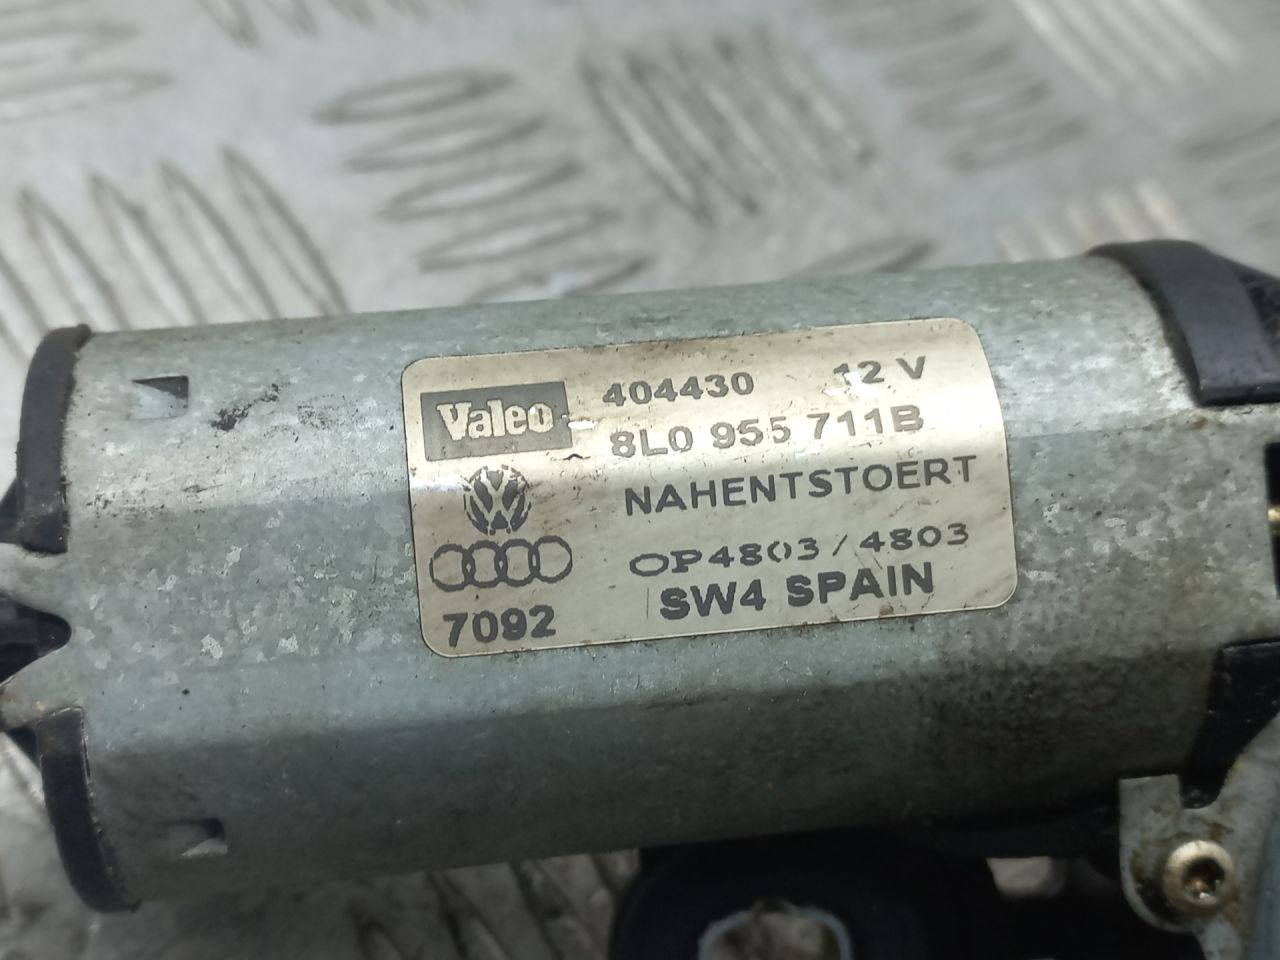 Valeo 404430 12 V
8L0 955 711B
NAHENTSTOERT
OP4803/4803
SW4 SPAIN
7092